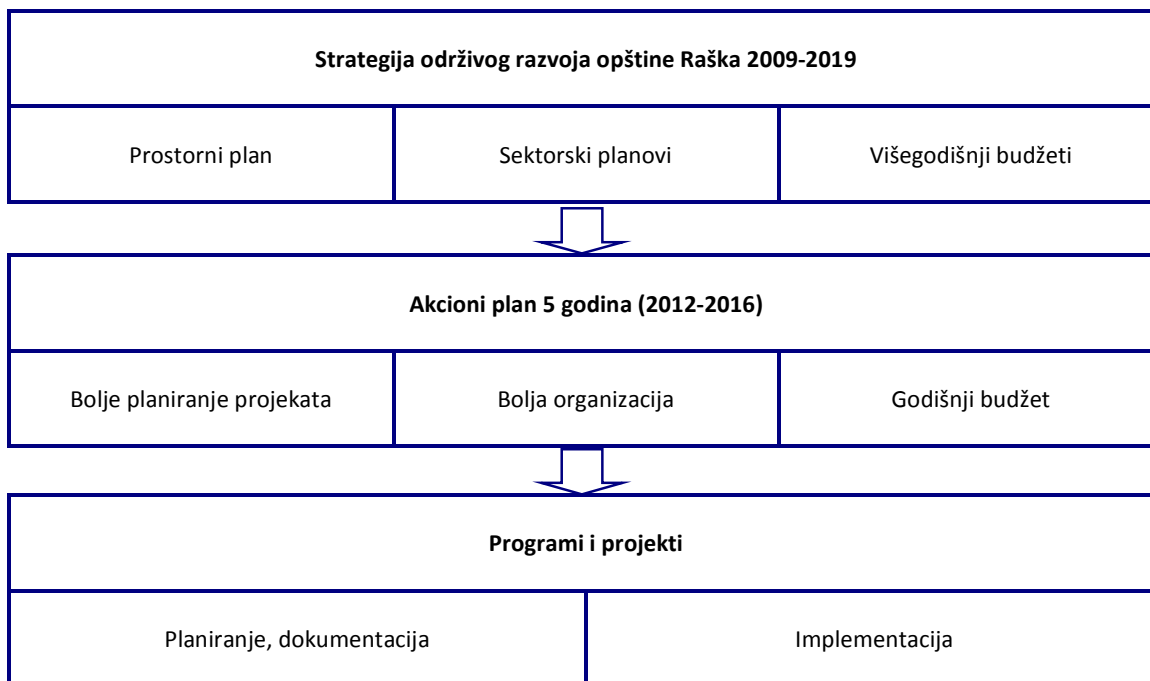 Strategija održivog razvoja opštine Raška 2009-2019
Prostorni plan
Sektorski planovi
Višegodišnji budžeti
Akcioni plan 5 godina (2012-2016)
Bolje planiranje projekata
Bolja organizacija
Godišnji budžet
Programi i projekti
Planiranje, dokumentacija
Implementacija